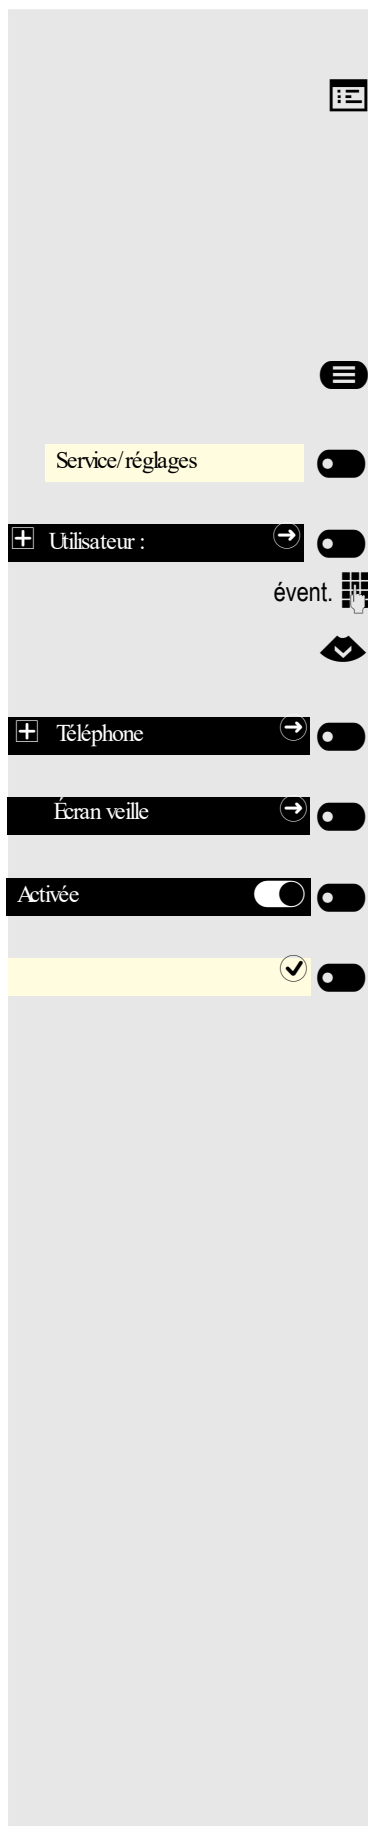 Service/réglages
Utilisateur :
évent.
Téléphone
Écran veille
Activée